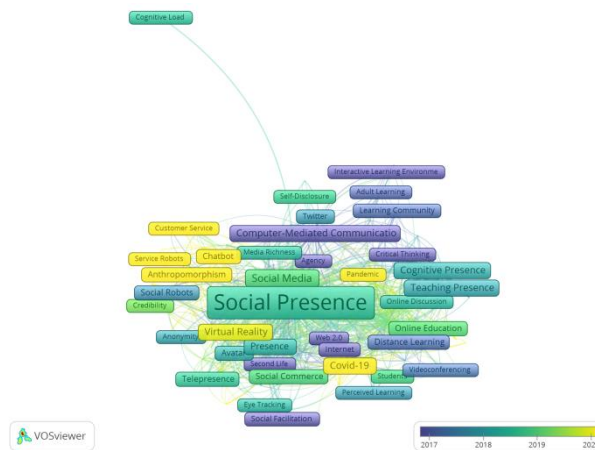 Cognitive Load
Interactive Learning Environme
Adult Learning
Self-Disclosure
Learning Community
Twitter
Customer Service
Computer-Mediated Communicatio
Media Richness
Critical Thinking
Service Robots
Chatbot
Agency
Anthropomorphism
Social Media
Pandemic
Cognitive Presence
Social Robots
Teaching Presence
Credibility
Social Presence
Online Discussion
Anonymity
Virtual Reality
Web 2.0
Online Education
Avatar
Presence
Internet
Distance Learning
Second Life
Covid-19
Videoconferencing
Telepresence
Social Commerce
Student
Perceived Learning
Eye Tracking
Social Facilitation
VOSviewer
2017
2018
2019